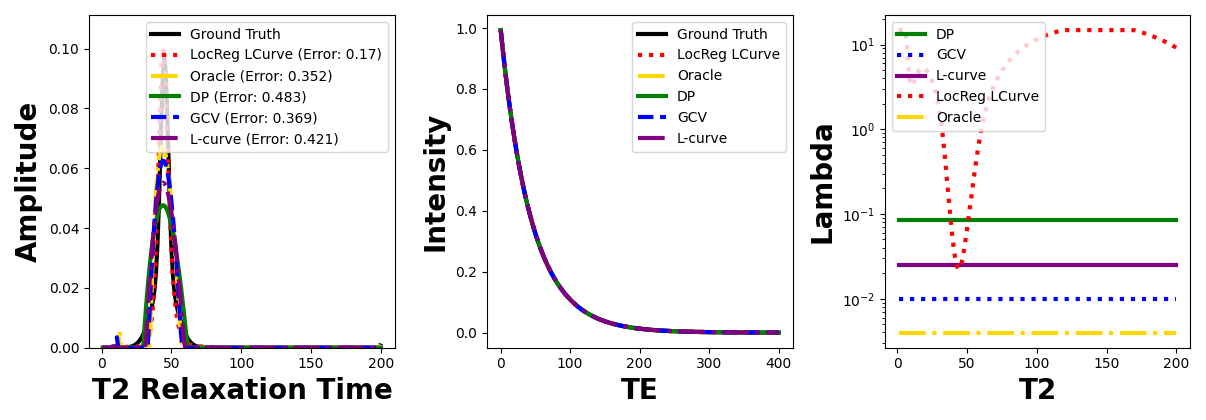 Amplitude
0.00
0.02
0.04
0.06
0.08
0.10
Ground Truth
LocReg LCurve (Error: 0.17)
Oracle (Error: 0.352)
DP (Error: 0.483)
GCV (Error: 0.369)
L-curve (Error: 0.421)
0 50 100 150 200
T2 Relaxation Time
Intensity
0.0
0.2
0.4
0.6
0.8
1.0
Ground Truth
LocReg LCurve
Oracle
DP
GCV
L-curve
0 100 200 300 400
TE
Lambda
10⁻²
10⁻¹
10⁰
10¹
DP
GCV
L-curve
LocReg LCurve
Oracle
0 50 100 150 200
T2